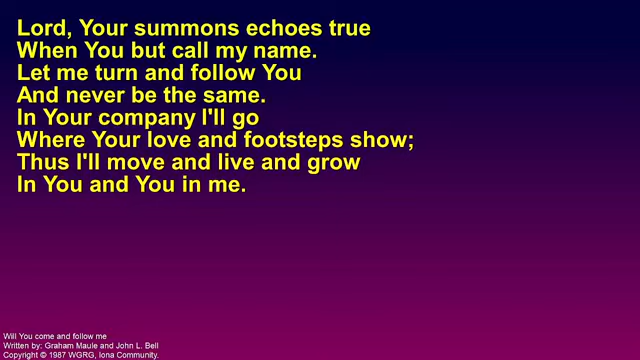 Lord, Your summons echoes true
When You but call my name.
Let me turn and follow You
And never be the same.
In Your company I'll go
Where Your love and footsteps show;
Thus I'll move and live and grow
In You and You in me.
Will You come and follow me
Written by: Graham Maule and John L. Bell
Copyright © 1987 WGRG, Iona Community.